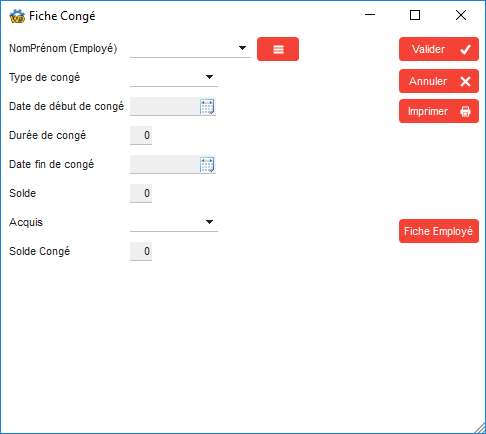 Fiche Congé
NomPrénom (Employé)
Valider
Type de congé
Annuler
Date de début de congé
Imprimer
Durée de congé 0
Date fin de congé
Solde 0
Acquis
Fiche Employé
Solde Congé 0